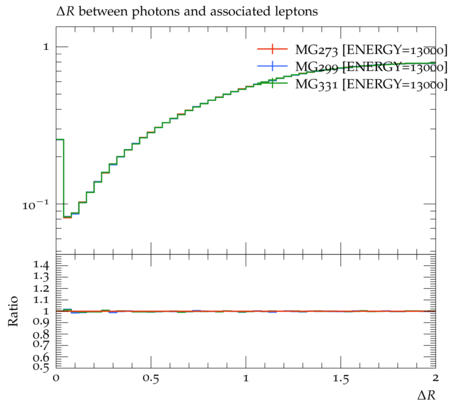 ΔR between photons and associated leptons
1
MG273 [ENERGY=13000]
MG299 [ENERGY=13000]
MG331 [ENERGY=13000]
10⁻¹
1.4
1.3
1.2
1.1
1
0.9
0.8
0.7
0.6
0.5
Ratio
0 0.5 1 1.5 2
ΔR